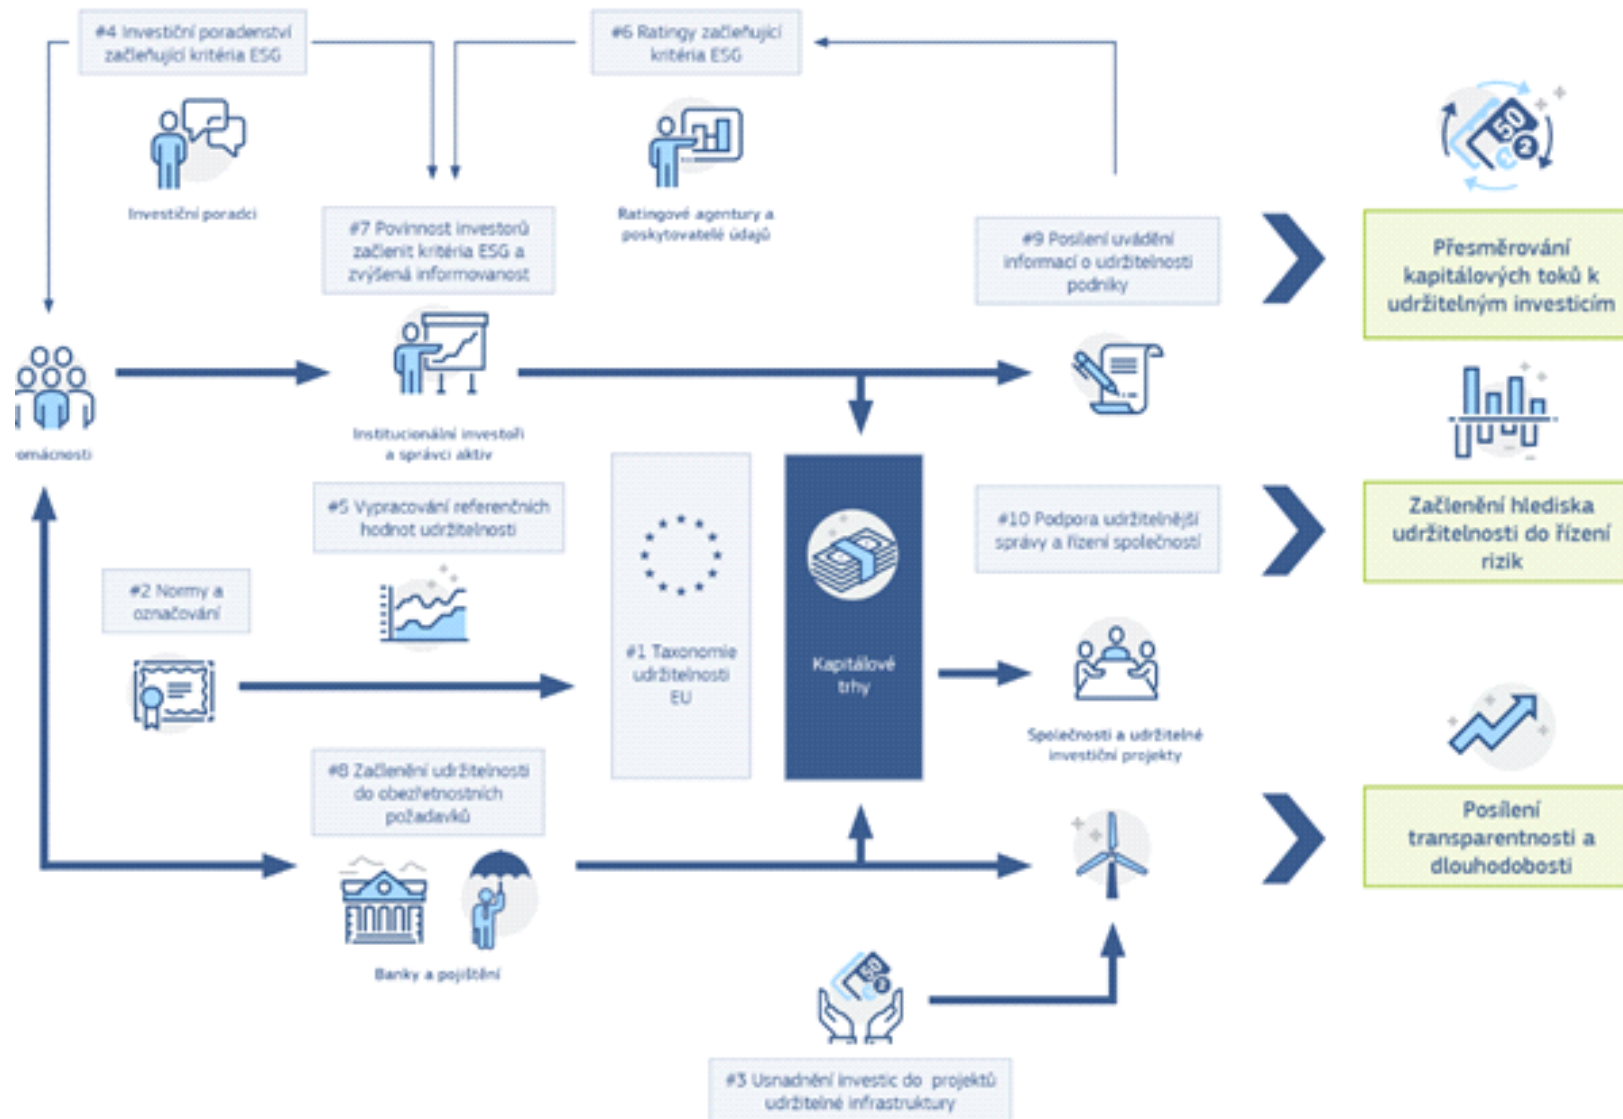 #4 Investiční poradenství
začleňující kritéria ESG
#6 Ratingy začleňující
kritéria ESG
Investiční poradci
Ratingové agentury a
poskytovatelé údajů
#7 Povinnost investorů
začlenit kritéria ESG a
zvýšená informovanost
#9 Posílení uvádění
informací o udržitelnosti
podniky
Přesměrování
kapitálových toků k
udržitelným investicím
omácnosti
Institucionální investoři
a správci aktiv
#5 Vypracování referenčních
hodnot udržitelnosti
#10 Podpora udržitelnější
správy a řízení společností
Začlenění hlediska
udržitelnosti do řízení
rizik
#2 Normy a
označování
#1 Taxonomie
udržitelnosti
EU
Kapitálové
trhy
Společnosti a udržitelné
investiční projekty
#8 Začlenění udržitelnosti
do obezřetnostních
požadavků
Posílení
transparentnosti a
dlouhodobosti
Banky a pojištění
#3 Usnadnění investic do projektů
udržitelné infrastruktury